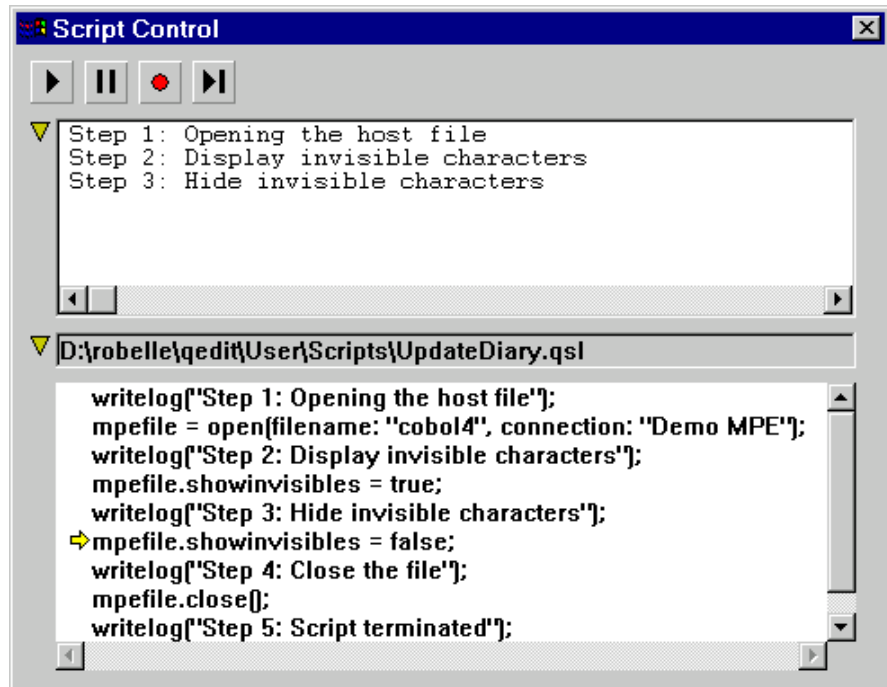 Script Control
Step 1: Opening the host file
Step 2: Display invisible characters
Step 3: Hide invisible characters
D:\robelle\qedit\User\Scripts\UpdateDiary.qsl
writelog("Step 1: Opening the host file");
mpefile = open(filename: "cobol4", connection: "Demo MPE");
writelog("Step 2: Display invisible characters");
mpefile.showinvisibles = true;
writelog("Step 3: Hide invisible characters");
mpefile.showinvisibles = false;
writelog("Step 4: Close the file");
mpefile.close();
writelog("Step 5: Script terminated");